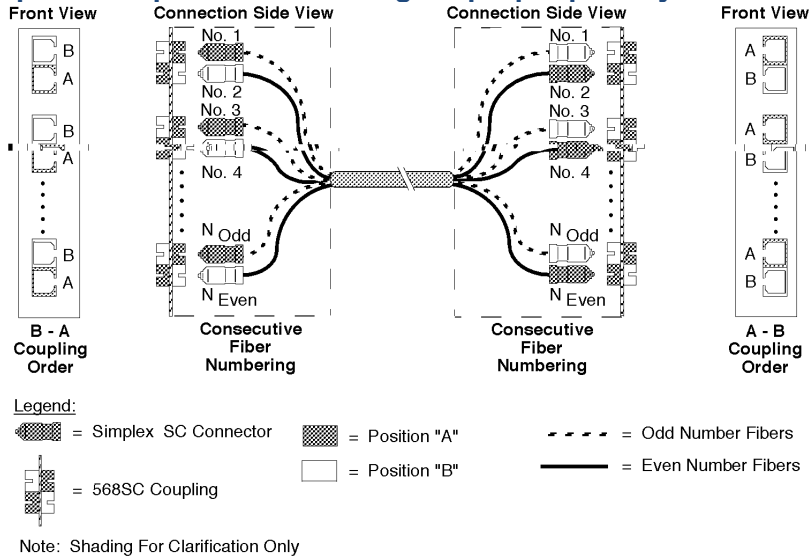 Front View
Connection Side View
Connection Side View
Front View
B
A
B
A
B
A
B - A
Coupling
Order
No. 1
No. 2
No. 3
No. 4
N Odd
N Even
Consecutive
Fiber
Numbering
No. 1
No. 2
No. 3
No. 4
N Odd
N Even
Consecutive
Fiber
Numbering
A
B
A
B
A
B
A - B
Coupling
Order
Legend:
= Simplex SC Connector
= 568SC Coupling
= Position "A"
= Position "B"
= Odd Number Fibers
= Even Number Fibers
Note: Shading For Clarification Only